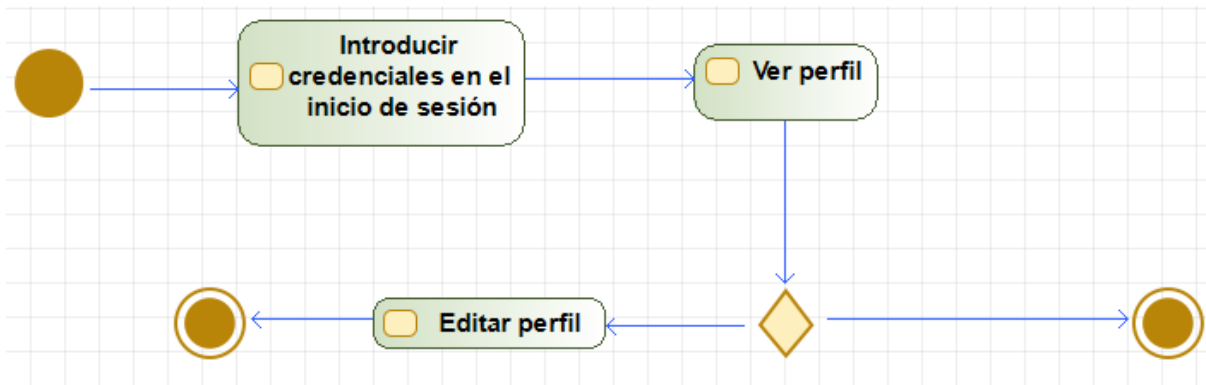 Introducir
credenciales en el
inicio de sesión
Ver perfil
Editar perfil